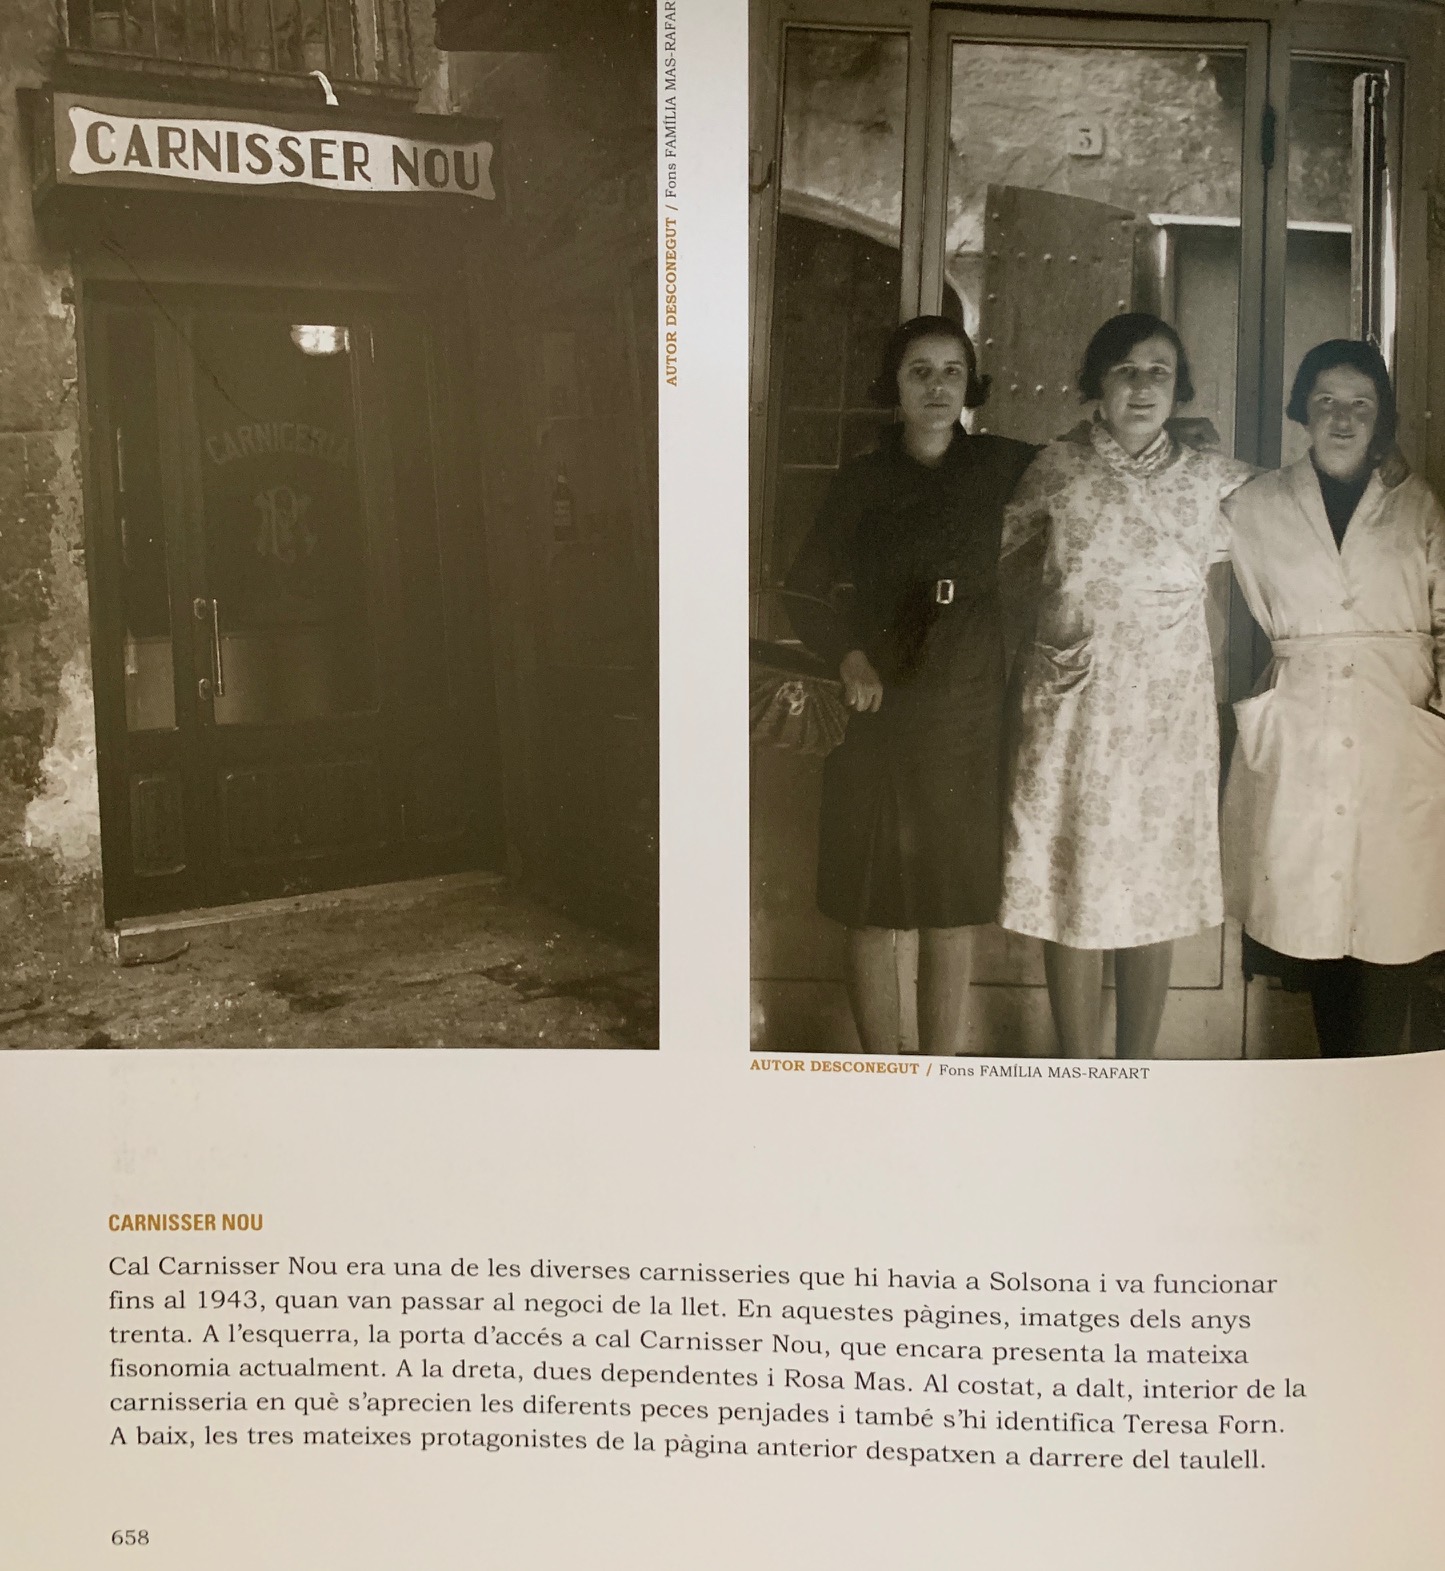 CARNISSER NOU
CARNICERIA
AUTOR DESCONEGUT / Fons FAMÍLIA MAS-RAFAR
3
AUTOR DESCONEGUT / Fons FAMÍLIA MAS-RAFART
CARNISSER NOU
Cal Carnisser Nou era una de les diverses carnisseries que hi havia a Solsona i va funcionar
fins al 1943, quan van passar al negoci de la llet. En aquestes pàgines, imatges dels anys
trenta. A l'esquerra, la porta d'accés a cal Carnisser Nou, que encara presenta la mateixa
fisonomia actualment. A la dreta, dues dependentes i Rosa Mas. Al costat, a dalt, interior de la
carnisseria en què s'aprecien les diferents peces penjades i també s'hi identifica Teresa Forn.
A baix, les tres mateixes protagonistes de la pàgina anterior despatxen a darrere del taulell.
658